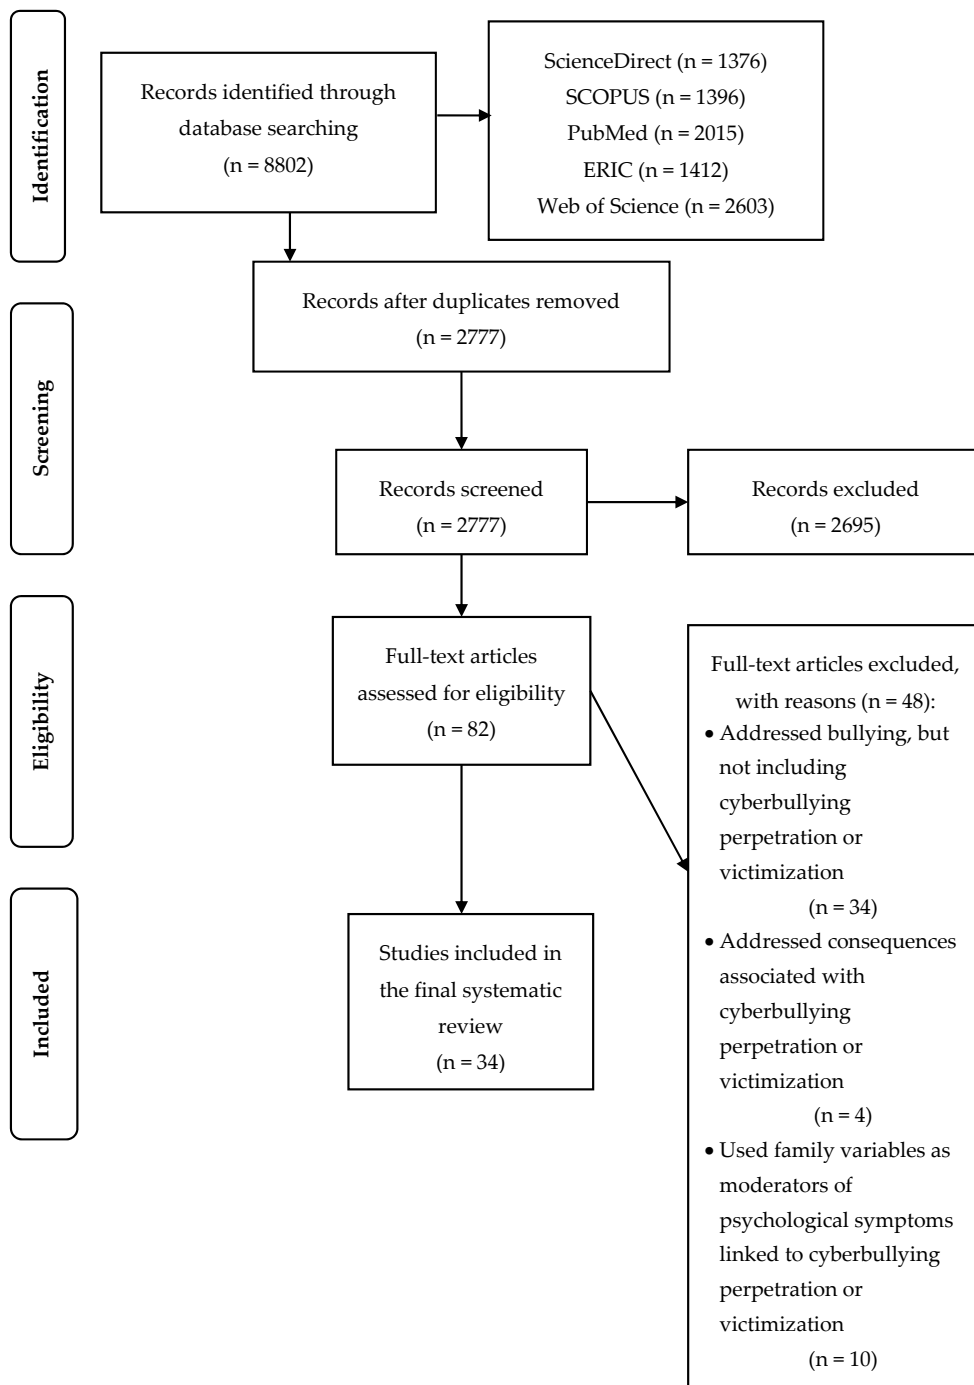 Identification
Records identified through
database searching
(n = 8802)
ScienceDirect (n = 1376)
SCOPUS (n = 1396)
PubMed (n = 2015)
ERIC (n = 1412)
Web of Science (n = 2603)
Records after duplicates removed
(n = 2777)
Screening
Records screened
(n = 2777)
Records excluded
(n = 2695)
Eligibility
Full-text articles
assessed for eligibility
(n = 82)
Full-text articles excluded,
with reasons (n = 48):
• Addressed bullying, but
not including
cyberbullying
perpetration or
victimization
(n = 34)
• Addressed consequences
associated with
cyberbullying
perpetration or
victimization
(n = 4)
• Used family variables as
moderators of
psychological symptoms
linked to cyberbullying
perpetration or
victimization
(n = 10)
Included
Studies included in
the final systematic
review
(n = 34)